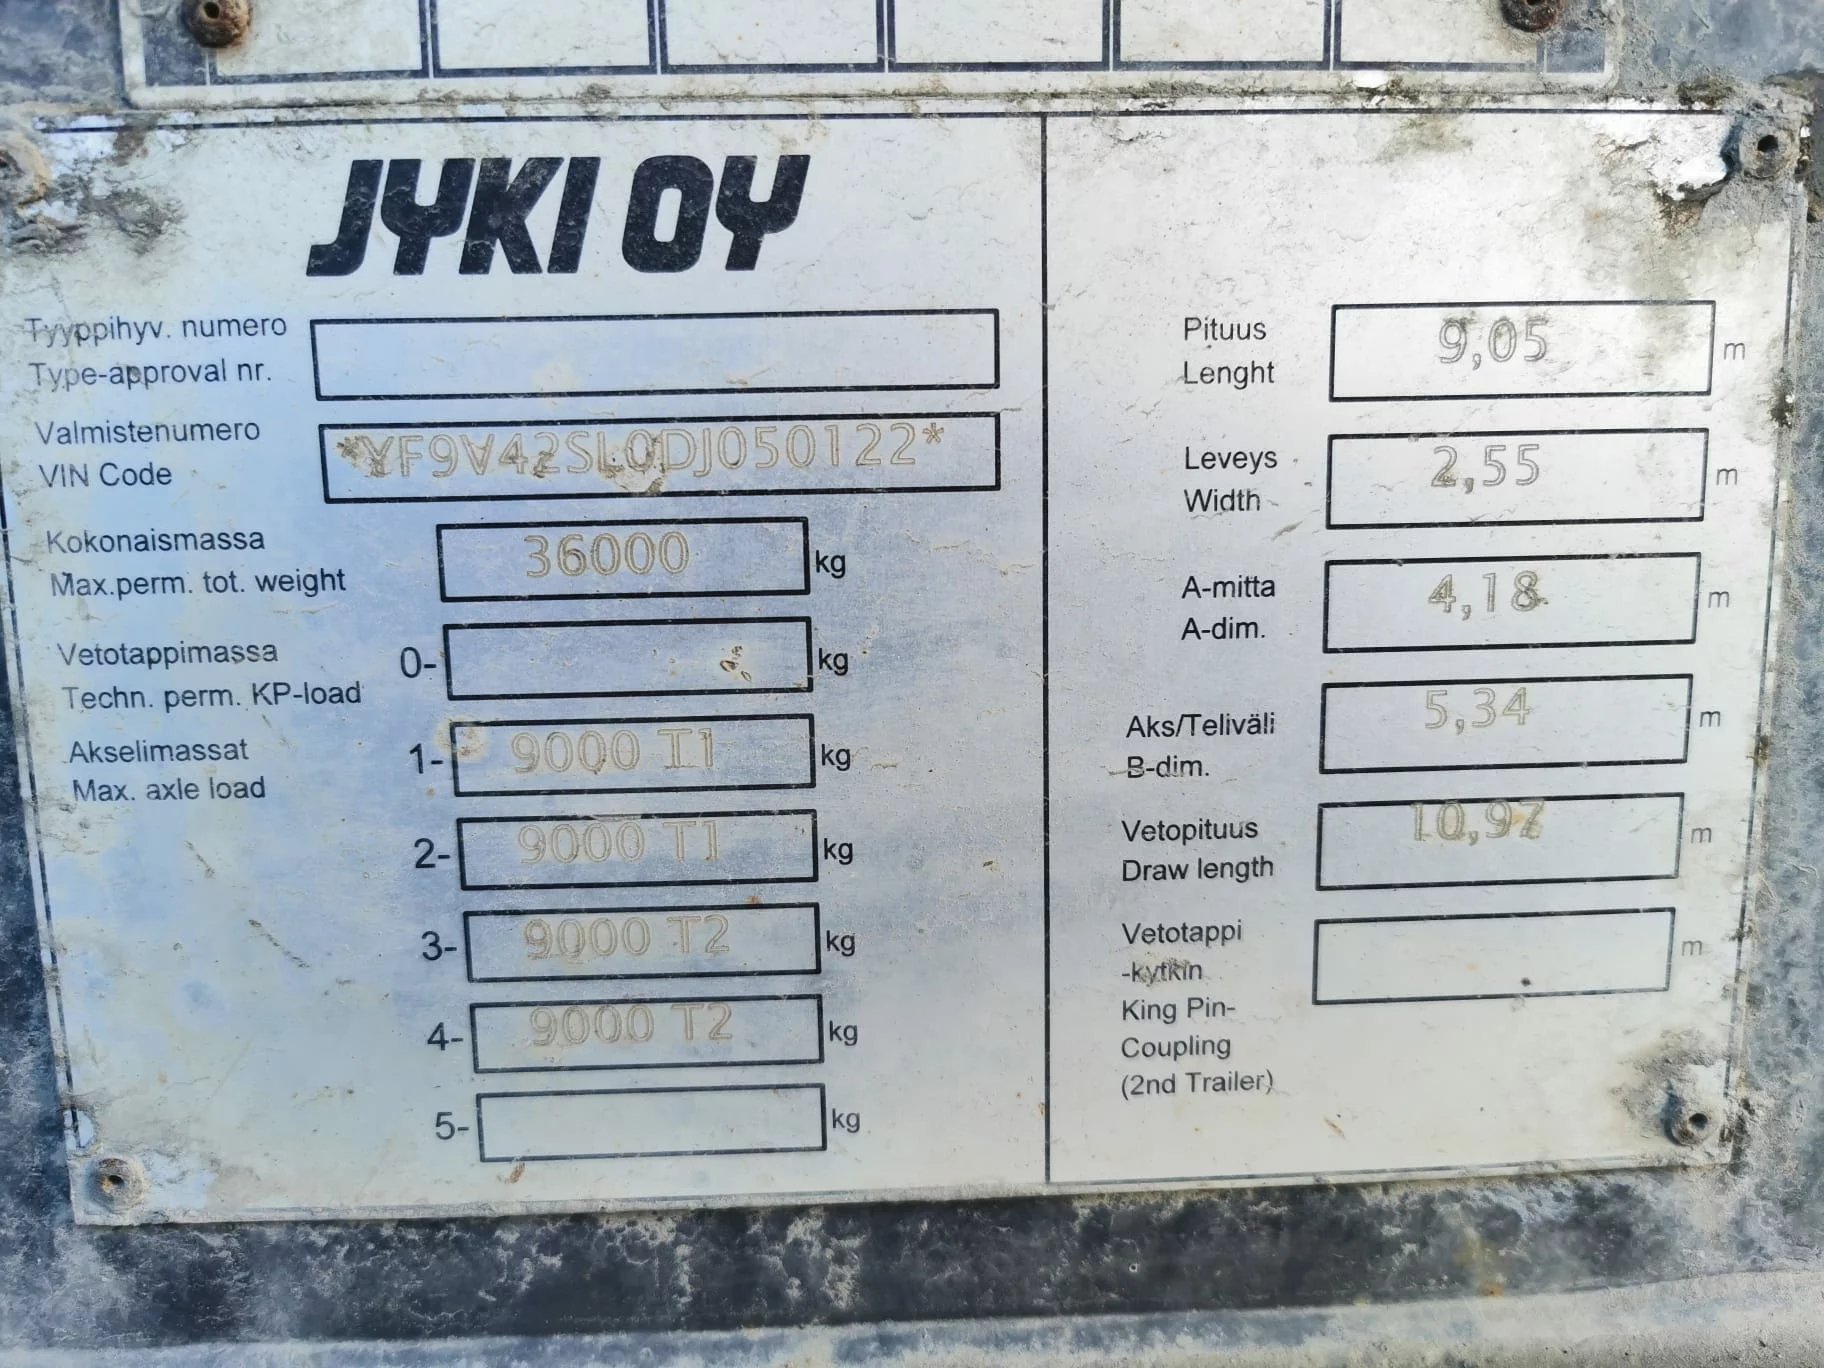 JYKI OY
Tyyppihyv. numero
Type-approval nr.
Valmistenumero
VIN Code
*YF9V42SL0DJ050122*
Kokonaismassa
Max.perm. tot. weight
36000 kg
Vetotappimassa
Techn. perm. KP-load
0- kg
Akselimassat
Max. axle load
1- 9000 T1 kg
2- 9000 T1 kg
3- 9000 T2 kg
4- 9000 T2 kg
5- kg
Pituus
Lenght
9,05 m
Leveys
Width
2,55 m
A-mitta
A-dim.
4,18 m
Aks/Teliväli
B-dim.
5,34 m
Vetopituus
Draw length
10,97 m
Vetotappi
-kytkin
King Pin-
Coupling
(2nd Trailer)
m